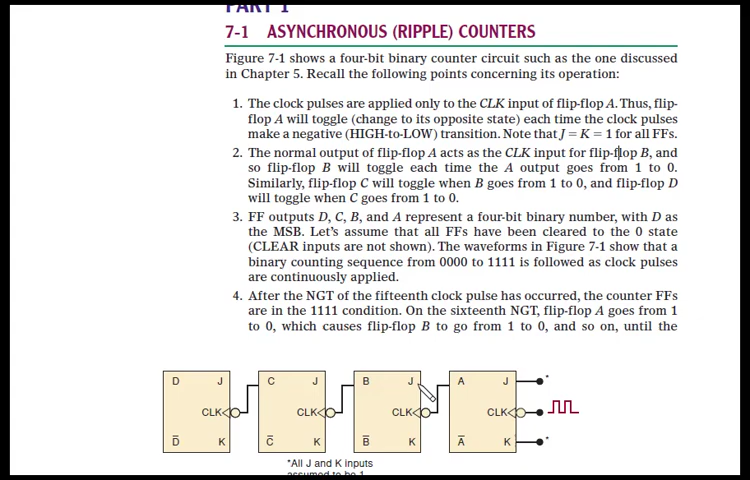 PART 1
7-1 ASYNCHRONOUS (RIPPLE) COUNTERS
Figure 7-1 shows a four-bit binary counter circuit such as the one discussed
in Chapter 5. Recall the following points concerning its operation:
1. The clock pulses are applied only to the CLK input of flip-flop A. Thus, flip-
flop A will toggle (change to its opposite state) each time the clock pulses
make a negative (HIGH-to-LOW) transition. Note that J = K = 1 for all FFs.
2. The normal output of flip-flop A acts as the CLK input for flip-flop B, and
so flip-flop B will toggle each time the A output goes from 1 to 0.
Similarly, flip-flop C will toggle when B goes from 1 to 0, and flip-flop D
will toggle when C goes from 1 to 0.
3. FF outputs D, C, B, and A represent a four-bit binary number, with D as
the MSB. Let's assume that all FFs have been cleared to the 0 state
(CLEAR inputs are not shown). The waveforms in Figure 7-1 show that a
binary counting sequence from 0000 to 1111 is followed as clock pulses
are continuously applied.
4. After the NGT of the fifteenth clock pulse has occurred, the counter FFs
are in the 1111 condition. On the sixteenth NGT, flip-flop A goes from 1
to 0, which causes flip-flop B to go from 1 to 0, and so on, until the
D J C J B J A J *
CLK CLK CLK CLK
D̅ K C̅ K B̅ K A̅ K *
*All J and K inputs
assumed to be 1